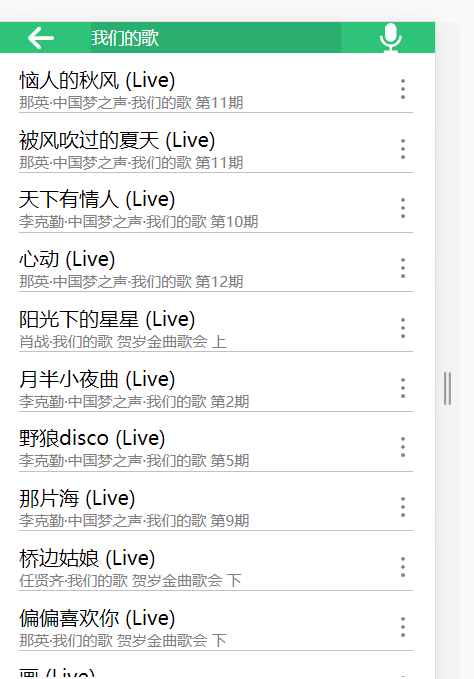 我们的歌
恼人的秋风 (Live)
那英·中国梦之声·我们的歌 第11期
被风吹过的夏天 (Live)
那英·中国梦之声·我们的歌 第11期
天下有情人 (Live)
李克勤·中国梦之声·我们的歌 第10期
心动 (Live)
那英·中国梦之声·我们的歌 第12期
阳光下的星星 (Live)
肖战·我们的歌 贺岁金曲歌会 上
月半小夜曲 (Live)
李克勤·中国梦之声·我们的歌 第2期
野狼disco (Live)
李克勤·中国梦之声·我们的歌 第5期
那片海 (Live)
李克勤·中国梦之声·我们的歌 第9期
桥边姑娘 (Live)
任贤齐·我们的歌 贺岁金曲歌会 下
偏偏喜欢你 (Live)
那英·我们的歌 贺岁金曲歌会 下
画 (Live)